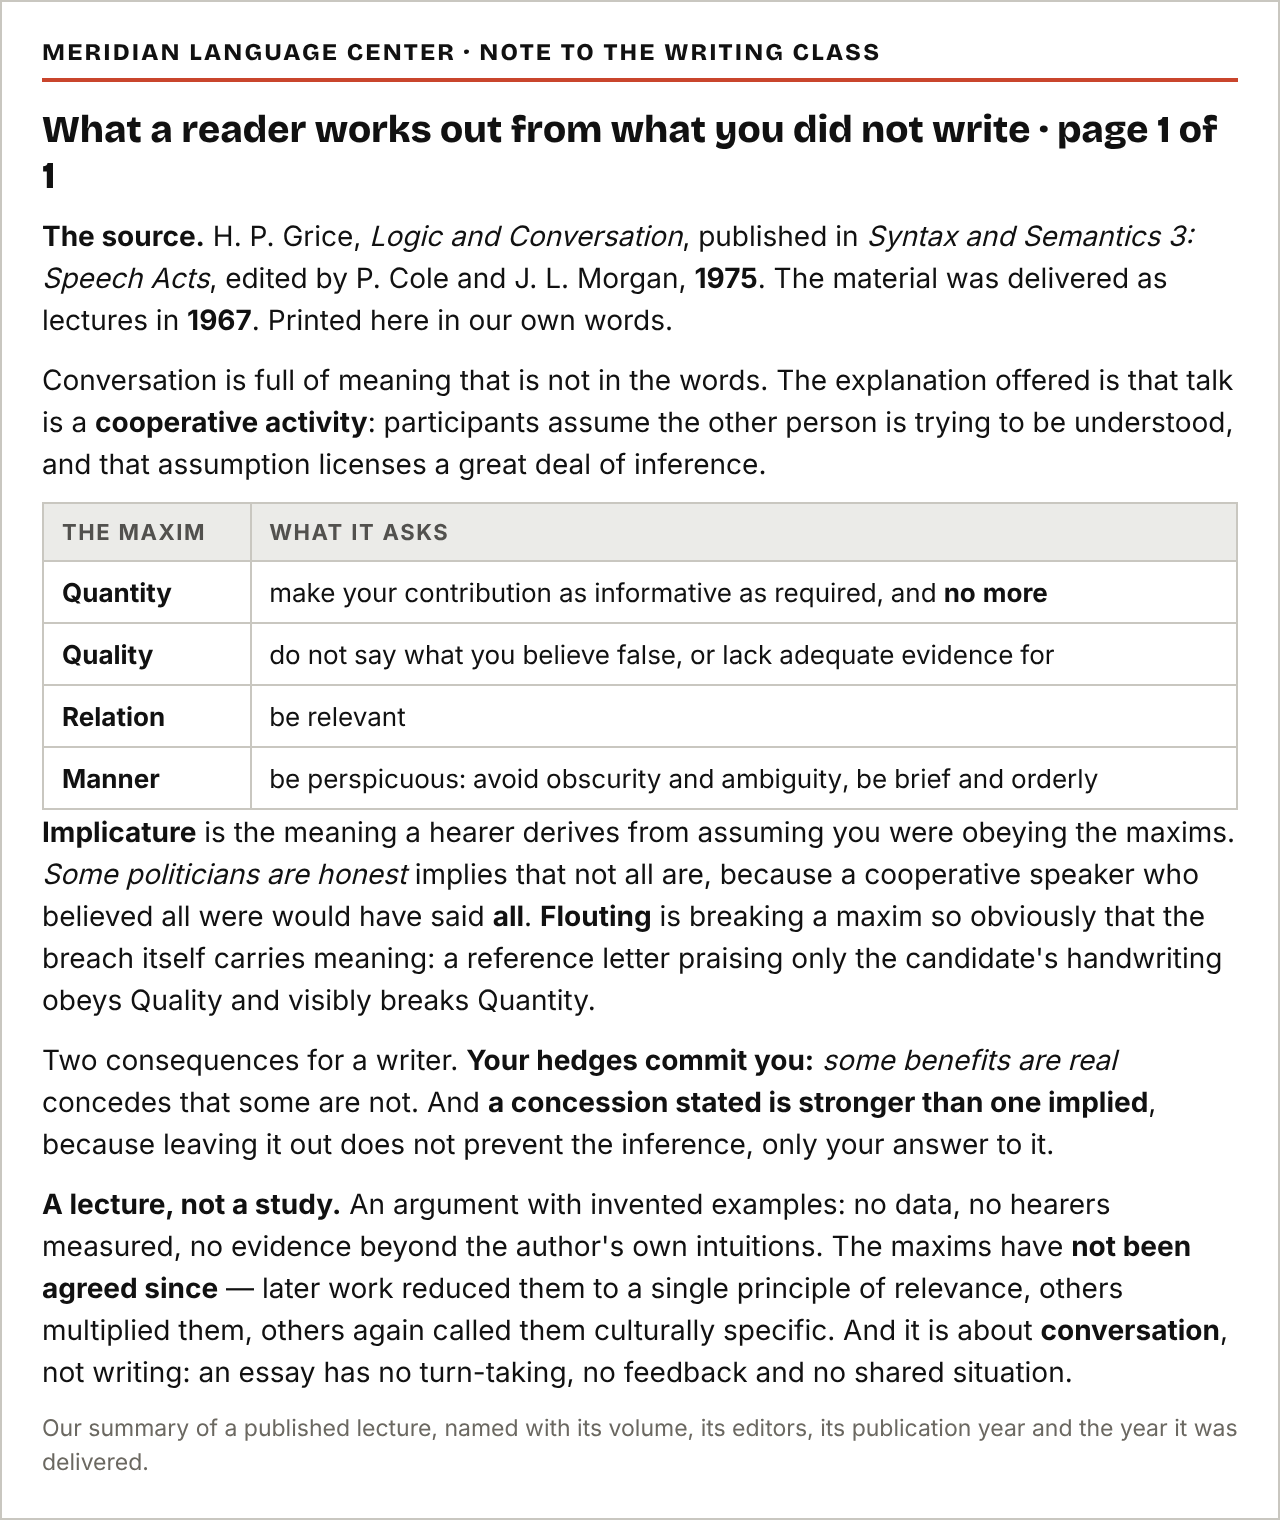 MERIDIAN LANGUAGE CENTER · NOTE TO THE WRITING CLASS
What a reader works out from what you did not write · page 1 of
1
The source. H. P. Grice, Logic and Conversation, published in Syntax and Semantics 3:
Speech Acts, edited by P. Cole and J. L. Morgan, 1975. The material was delivered as
lectures in 1967. Printed here in our own words.
Conversation is full of meaning that is not in the words. The explanation offered is that talk
is a cooperative activity: participants assume the other person is trying to be understood,
and that assumption licenses a great deal of inference.
THE MAXIM WHAT IT ASKS
Quantity make your contribution as informative as required, and no more
Quality do not say what you believe false, or lack adequate evidence for
Relation be relevant
Manner be perspicuous: avoid obscurity and ambiguity, be brief and orderly
Implicature is the meaning a hearer derives from assuming you were obeying the maxims.
Some politicians are honest implies that not all are, because a cooperative speaker who
believed all were would have said all. Flouting is breaking a maxim so obviously that the
breach itself carries meaning: a reference letter praising only the candidate's handwriting
obeys Quality and visibly breaks Quantity.
Two consequences for a writer. Your hedges commit you: some benefits are real
concedes that some are not. And a concession stated is stronger than one implied,
because leaving it out does not prevent the inference, only your answer to it.
A lecture, not a study. An argument with invented examples: no data, no hearers
measured, no evidence beyond the author's own intuitions. The maxims have not been
agreed since — later work reduced them to a single principle of relevance, others
multiplied them, others again called them culturally specific. And it is about conversation,
not writing: an essay has no turn-taking, no feedback and no shared situation.
Our summary of a published lecture, named with its volume, its editors, its publication year and the year it was
delivered.